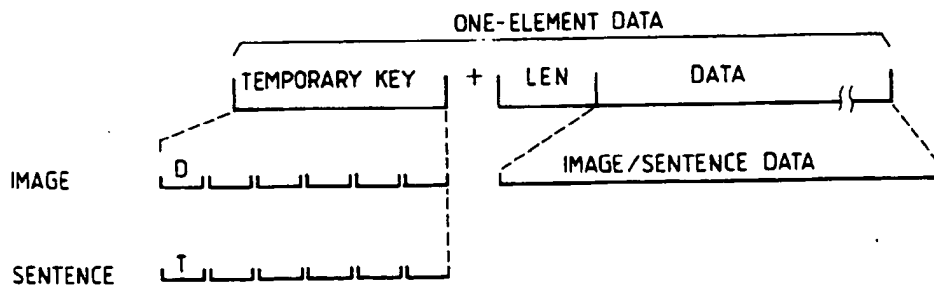 ONE-ELEMENT DATA
TEMPORARY KEY + LEN DATA
IMAGE D IMAGE/SENTENCE DATA
SENTENCE T